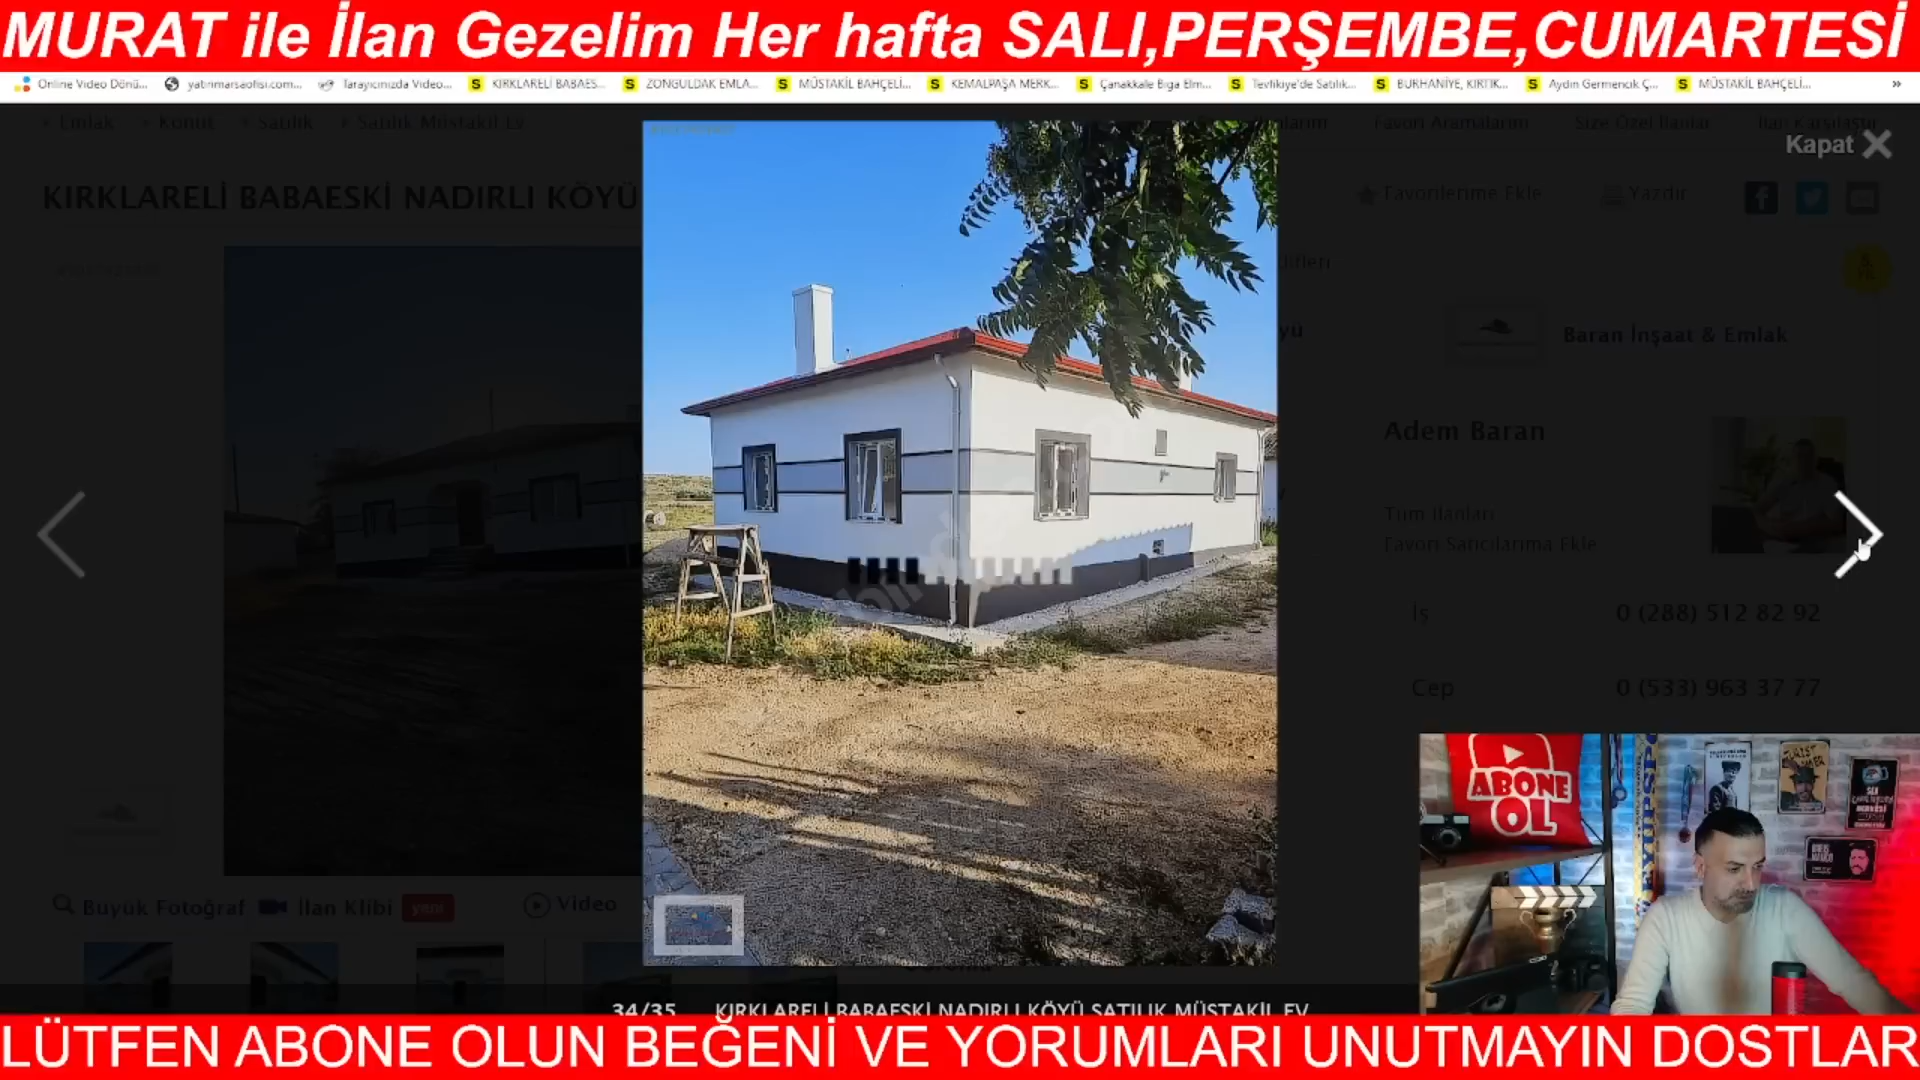 MURAT ile İlan Gezelim Her hafta SALI,PERŞEMBE,CUMARTESİ
Online Video Dönü... yatirimarsaofisi.com... Tarayıcınızda Video... KIRKLARELİ BABAES... ZONGULDAK EMLA... MÜSTAKİL BAHÇELİ... KEMALPAŞA MERK... Çanakkale Biga Elm... Tevfikiye'de Satılık... BURHANİYE, KIRTIK... Aydın Germencik Ç... MÜSTAKİL BAHÇELİ... »
Emlak Konut Satılık Satılık Müstakil Ev
Favori Aramalarım Size Özel İlanlar İlan Karşılaştır
Kapat
KIRKLARELİ BABAESKİ NADIRLI KÖYÜ
Favorilerime Ekle Yazdır
Baran İnşaat & Emlak
Adem Baran
Tüm İlanları
Favori Satıcılarıma Ekle
İş 0 (288) 512 82 92
Cep 0 (533) 963 37 77
ABONE
OL
Büyük Fotoğraf İlan Klibi yeni Video
34/35 KIRKLARELİ BABAESKİ NADIRLI KÖYÜ SATILIK MÜSTAKİL EV
LÜTFEN ABONE OLUN BEĞENİ VE YORUMLARI UNUTMAYIN DOSTLAR